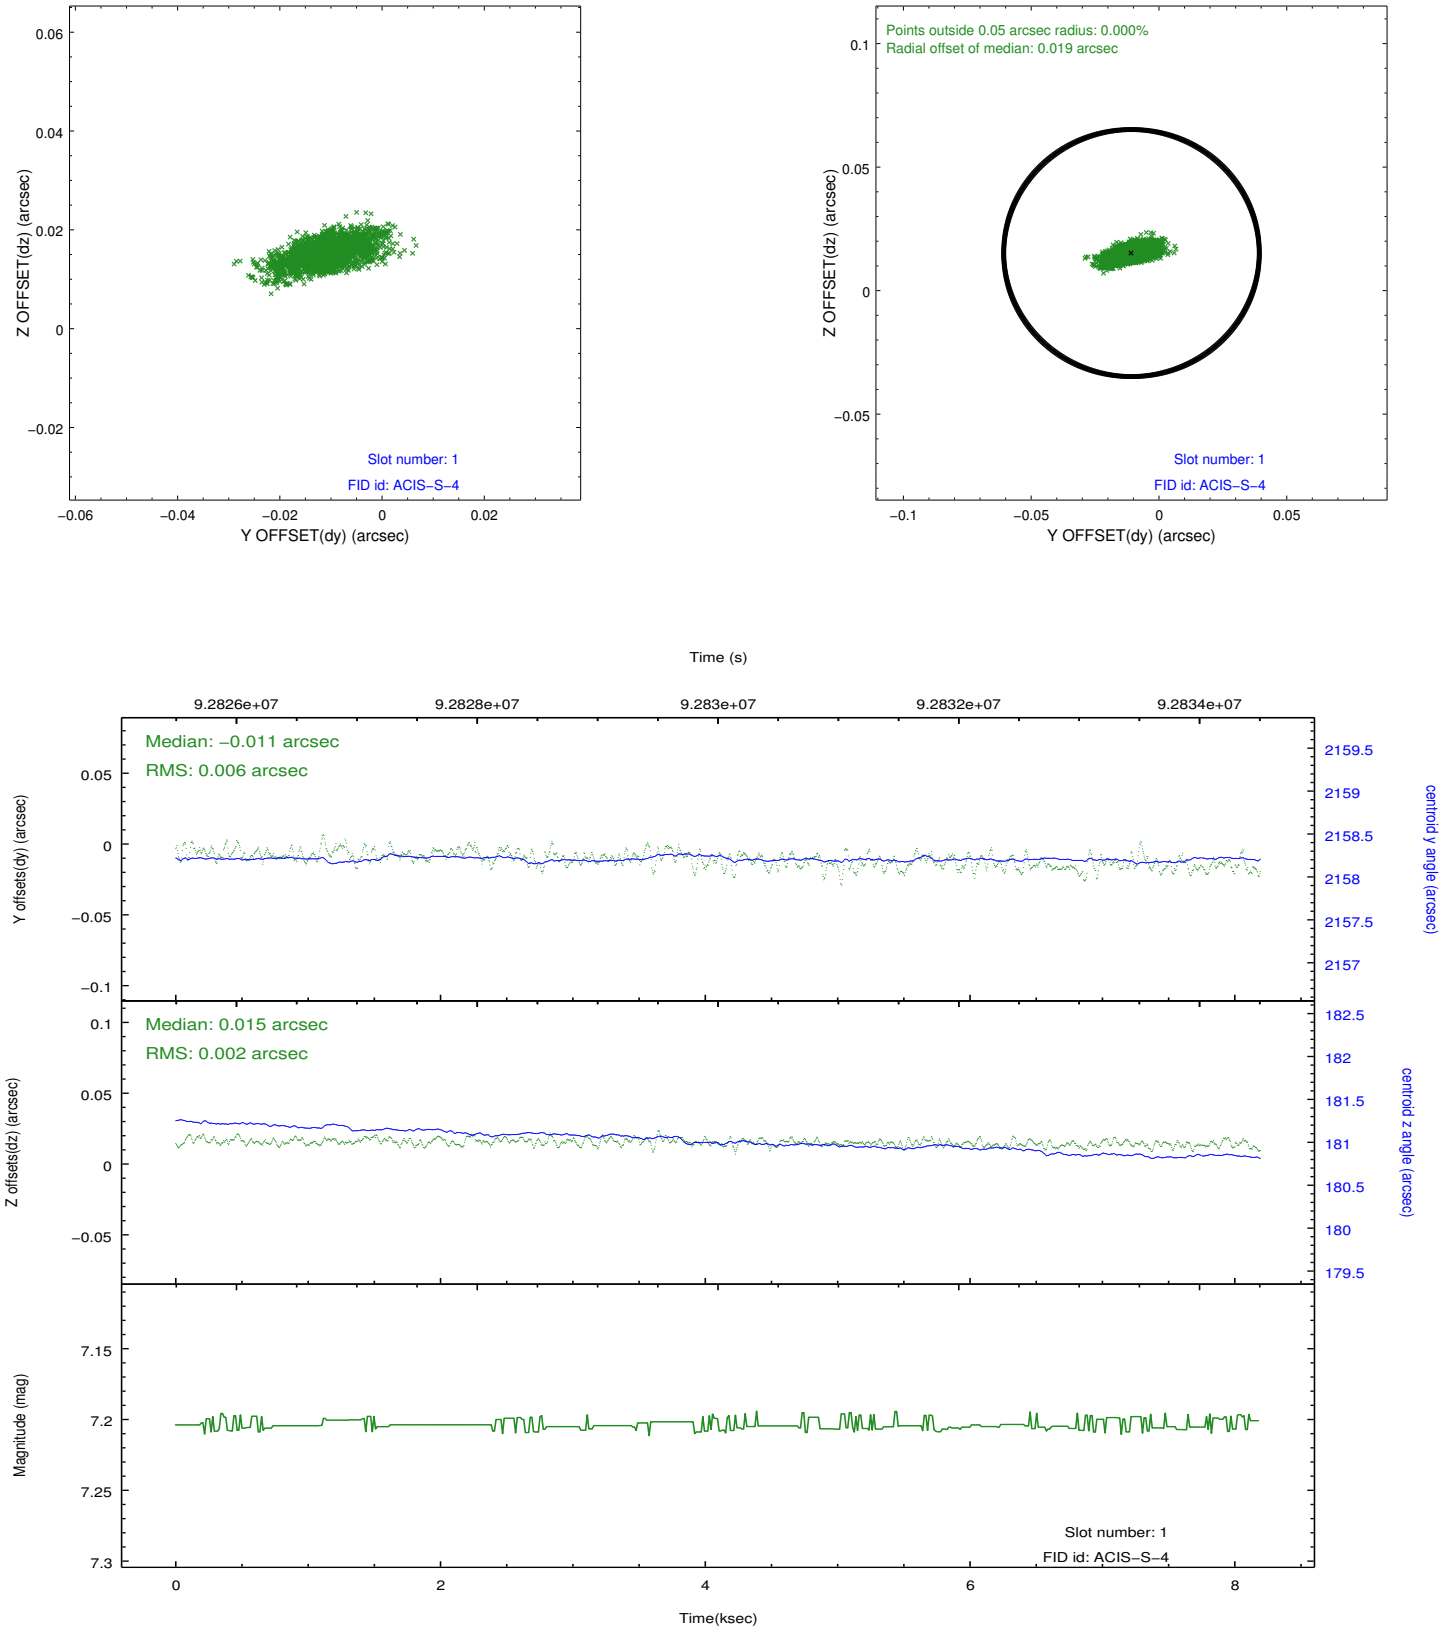 0.06
0.04
0.02
0
−0.02
Z OFFSET(dz) (arcsec)
Slot number: 1
FID id: ACIS−S−4
−0.06
−0.04
−0.02
0
0.02
Y OFFSET(dy) (arcsec)
Points outside 0.05 arcsec radius: 0.000%
Radial offset of median: 0.019 arcsec
0.1
0.05
0
−0.05
Z OFFSET(dz) (arcsec)
Slot number: 1
FID id: ACIS−S−4
−0.1
−0.05
0
0.05
Y OFFSET(dy) (arcsec)
Time (s)
9.2826e+07
9.2828e+07
9.283e+07
9.2832e+07
9.2834e+07
Median: −0.011 arcsec
RMS: 0.006 arcsec
0.05
0
−0.05
−0.1
Y offsets(dy) (arcsec)
2159.5
2159
2158.5
2158
2157.5
2157
centroid y angle (arcsec)
Median: 0.015 arcsec
RMS: 0.002 arcsec
0.1
0.05
0
−0.05
Z offsets(dz) (arcsec)
182.5
182
181.5
181
180.5
180
179.5
centroid z angle (arcsec)
7.15
7.2
7.25
7.3
Magnitude (mag)
Slot number: 1
FID id: ACIS−S−4
0
2
4
6
8
Time(ksec)